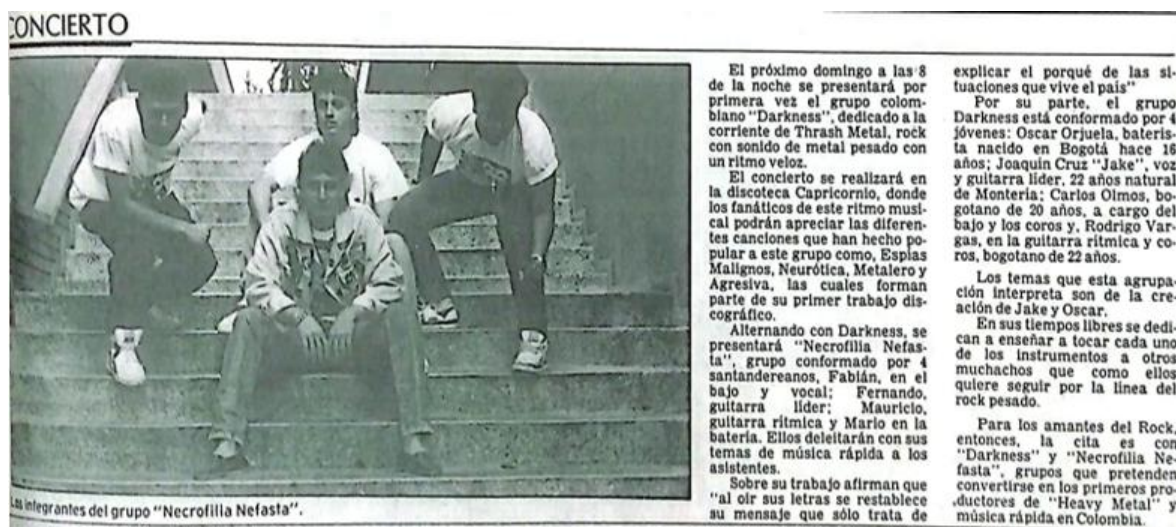 CONCIERTO
El próximo domingo a las 8
de la noche se presentará por
primera vez el grupo colom-
biano "Darkness", dedicado a la
corriente de Thrash Metal, rock
con sonido de metal pesado con
un ritmo veloz.
El concierto se realizará en
la discoteca Capricornio, donde
los fanáticos de este ritmo musi-
cal podrán apreciar las diferen-
tes canciones que han hecho po-
pular a este grupo como, Espías
Malignos, Neurótica, Metalero y
Agresiva, las cuales forman
parte de su primer trabajo dis-
cográfico.
Alternando con Darkness, se
presentará "Necrofilia Nefas-
ta", grupo conformado por 4
santandereanos, Fabián, en el
bajo y vocal; Fernando,
guitarra líder; Mauricio,
guitarra rítmica y Mario en la
batería. Ellos deleitarán con sus
temas de música rápida a los
asistentes.
Sobre su trabajo afirman que
"al oir sus letras se restablece
su mensaje que sólo trata de
explicar el porqué de las si-
tuaciones que vive el país"
Por su parte, el grupo
Darkness está conformado por 4
jóvenes: Oscar Orjuela, bateris-
ta nacido en Bogotá hace 16
años; Joaquín Cruz "Jake", voz
y guitarra líder, 22 años natural
de Montería; Carlos Olmos, bo-
gotano de 20 años, a cargo del
bajo y los coros y, Rodrigo Var-
gas, en la guitarra rítmica y co-
ros, bogotano de 22 años.
Los temas que esta agrupa-
ción interpreta son de la cre-
ación de Jake y Oscar.
En sus tiempos libres se dedi-
can a enseñar a tocar cada uno
de los instrumentos a otros
muchachos que como ellos
quiere seguir por la línea del
rock pesado.
Para los amantes del Rock,
entonces, la cita es con
"Darkness" y "Necrofilia Ne-
fasta", grupos que pretenden
convertirse en los primeros pro-
ductores de "Heavy Metal" y
música rápida en Colombia.
Los integrantes del grupo "Necrofilia Nefasta".